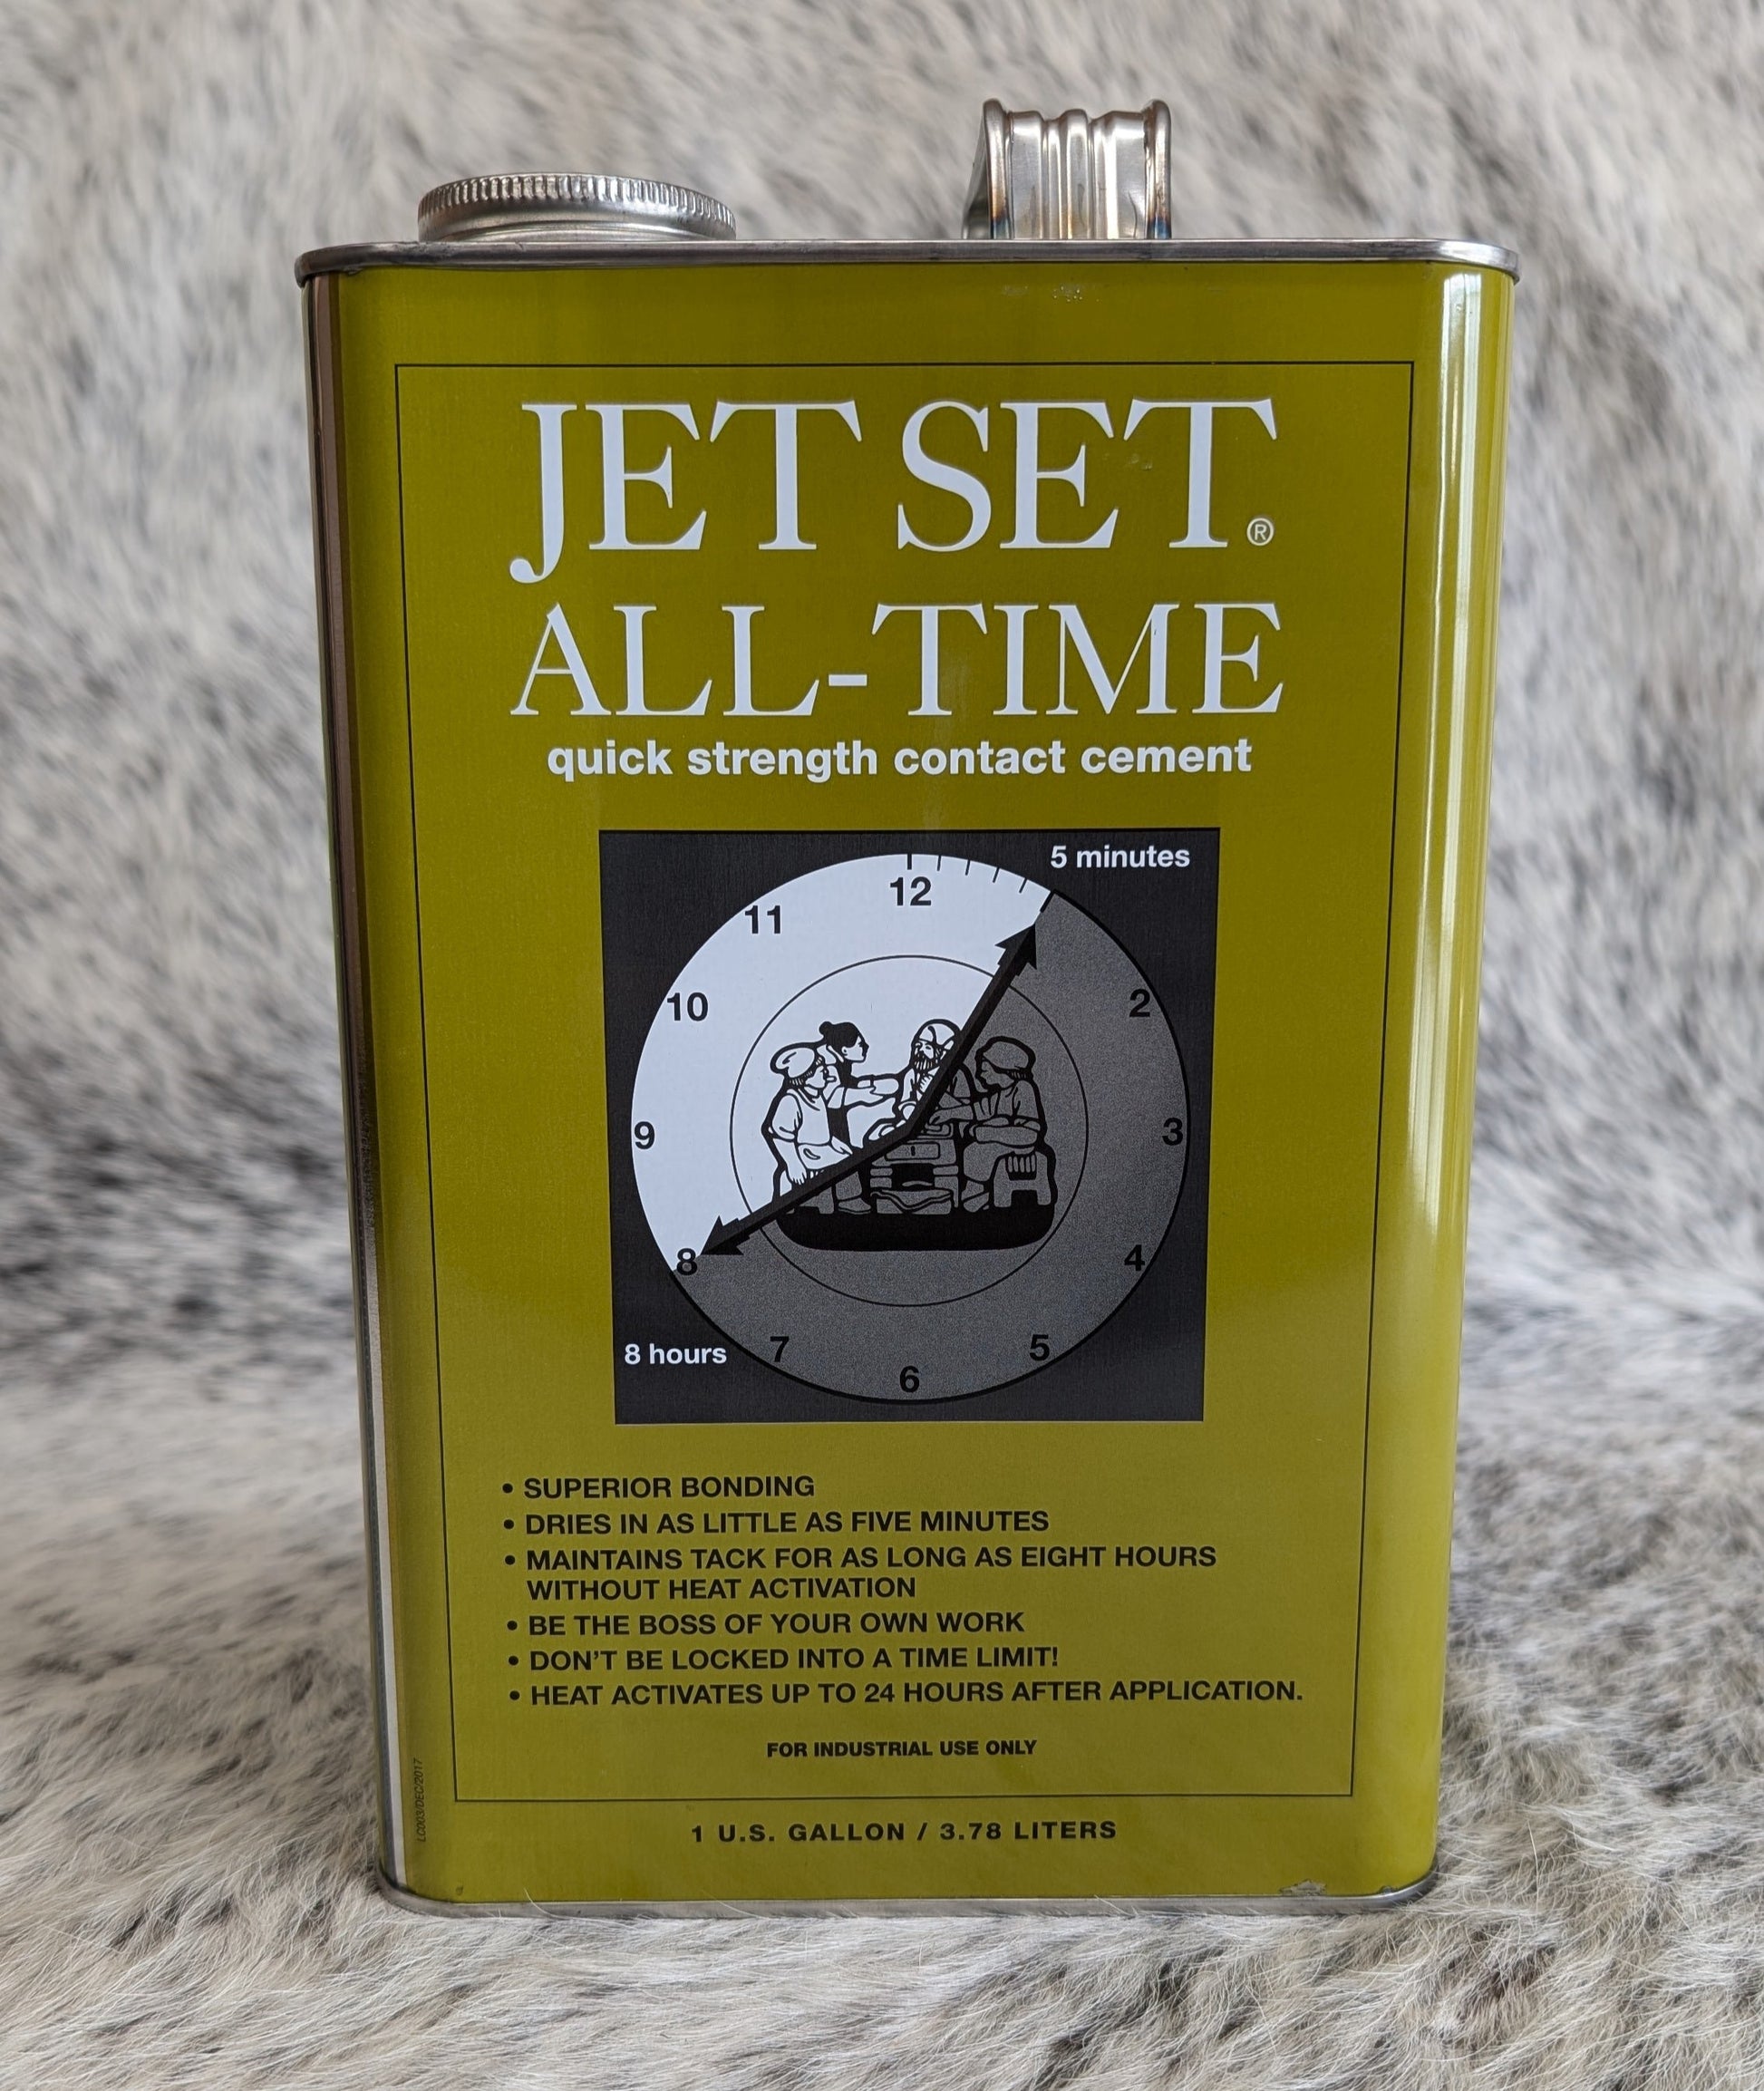 JET SET®
ALL-TIME
quick strength contact cement
5 minutes
12
11
10
2
9
3
8
4
8 hours
7
5
6
• SUPERIOR BONDING
• DRIES IN AS LITTLE AS FIVE MINUTES
• MAINTAINS TACK FOR AS LONG AS EIGHT HOURS
WITHOUT HEAT ACTIVATION
• BE THE BOSS OF YOUR OWN WORK
• DON'T BE LOCKED INTO A TIME LIMIT!
• HEAT ACTIVATES UP TO 24 HOURS AFTER APPLICATION.
FOR INDUSTRIAL USE ONLY
LC003/DEC/2017
1 U.S. GALLON / 3.78 LITERS